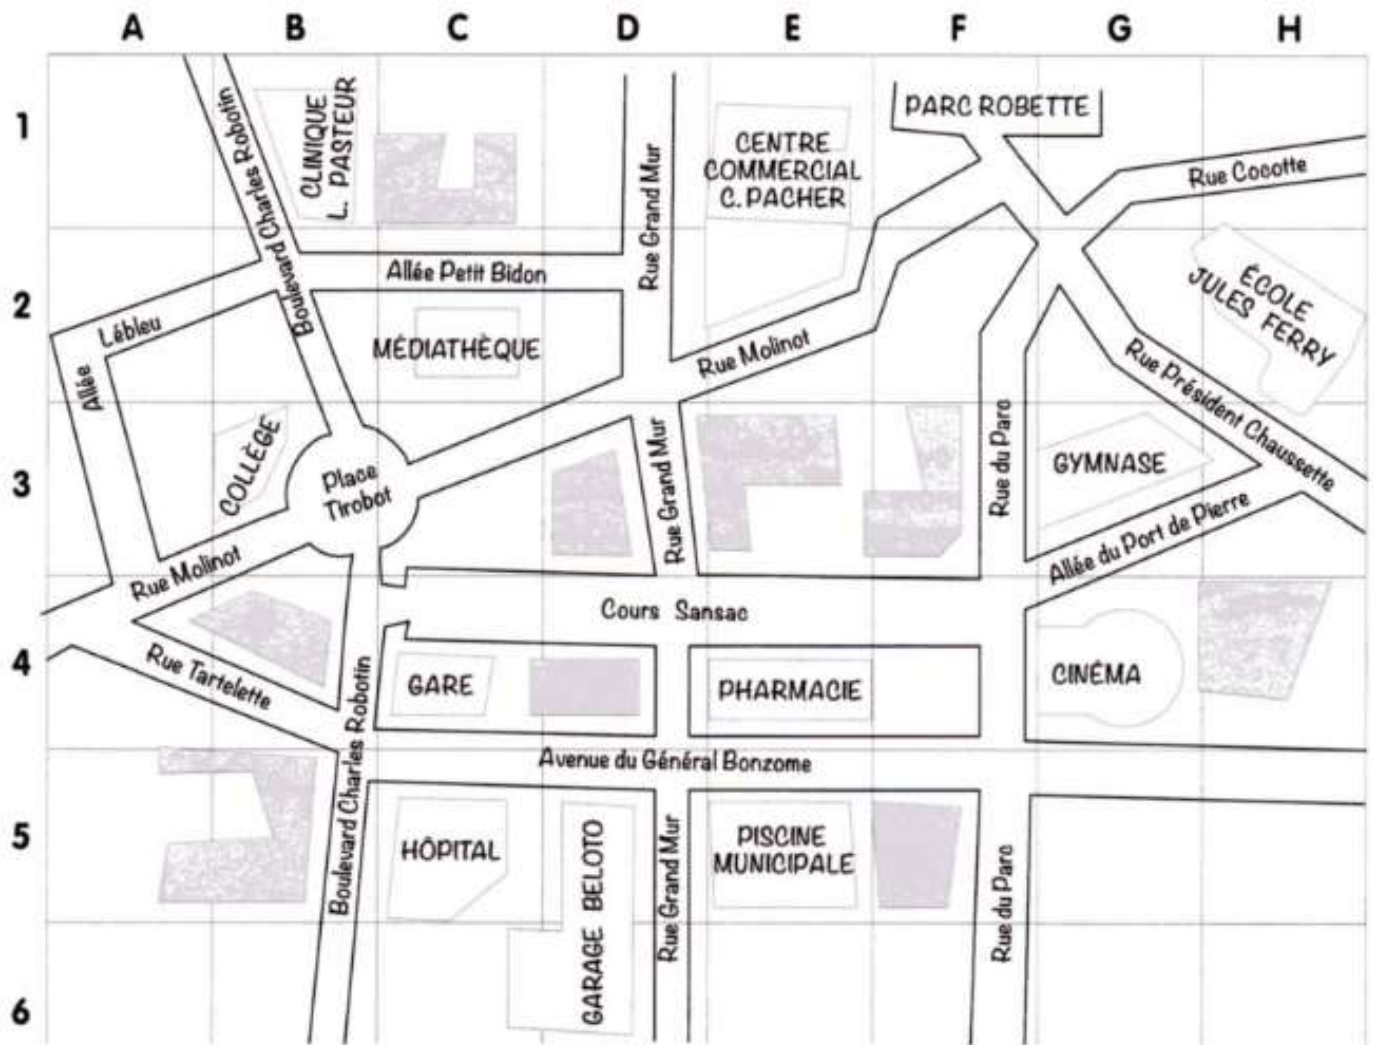 A B C D E F G H
1
Boulevard Charles Robotin
CLINIQUE
L. PASTEUR
Rue Grand Mur
CENTRE
COMMERCIAL
C. PACHER
PARC ROBETTE
Rue Cocotte
2
Allée Lébleu
Boulevard Charles Robotin
Allée Petit Bidon
MÉDIATHÈQUE
Rue Molinot
ÉCOLE
JULES FERRY
Rue Président Chaussette
3
COLLÈGE
Place
Tirobot
Rue Grand Mur
Rue du Parc
GYMNASE
Allée du Port de Pierre
Rue Molinot
4
Cours Sansac
Rue Tartelette
Boulevard Charles Robotin
GARE
PHARMACIE
CINÉMA
Avenue du Général Bonzome
5
HÔPITAL
GARAGE BELOTO
Rue Grand Mur
PISCINE
MUNICIPALE
Rue du Parc
6